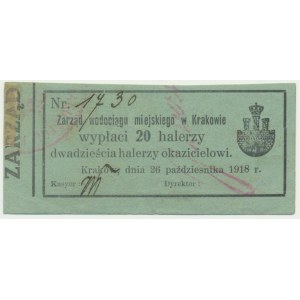 ZARZĄD
Nr. 1730
Zarząd wodociągu miejskiego w Krakowie
wypłaci 20 halerzy
dwadzieścia halerzy okazicielowi.
Kraków, dnia 26 października 1918 r.
Kasyer: Dyrektor: